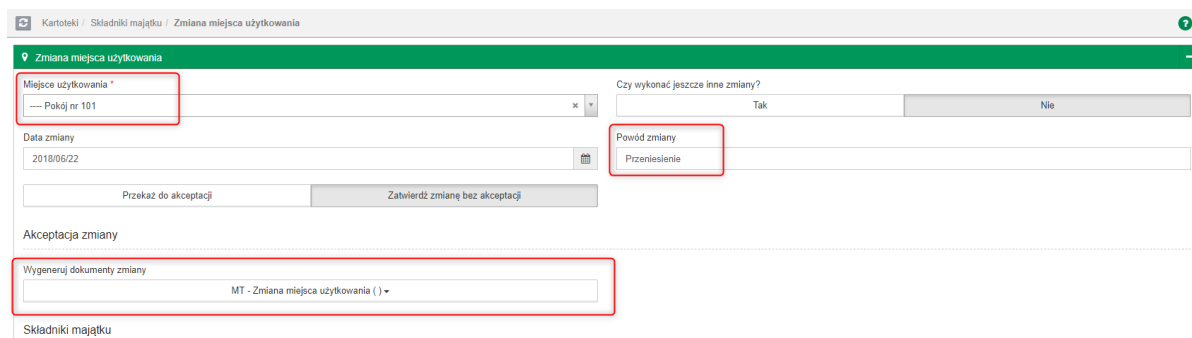 Kartoteki / Składniki majątku / Zmiana miejsca użytkowania
?
Zmiana miejsca użytkowania
Miejsce użytkowania *
---- Pokój nr 101
Czy wykonać jeszcze inne zmiany?
Tak Nie
Data zmiany
2018/06/22
Powód zmiany
Przeniesienie
Przekaż do akceptacji Zatwierdź zmianę bez akceptacji
Akceptacja zmiany
Wygeneruj dokumenty zmiany
MT - Zmiana miejsca użytkowania ( )
Składniki majątku